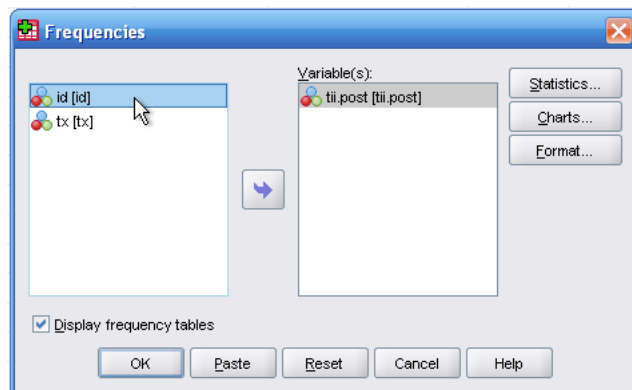 Frequencies
Variable(s):
id [id]
tx [tx]
tii.post [tii.post]
Statistics...
Charts...
Format...
Display frequency tables
OK Paste Reset Cancel Help